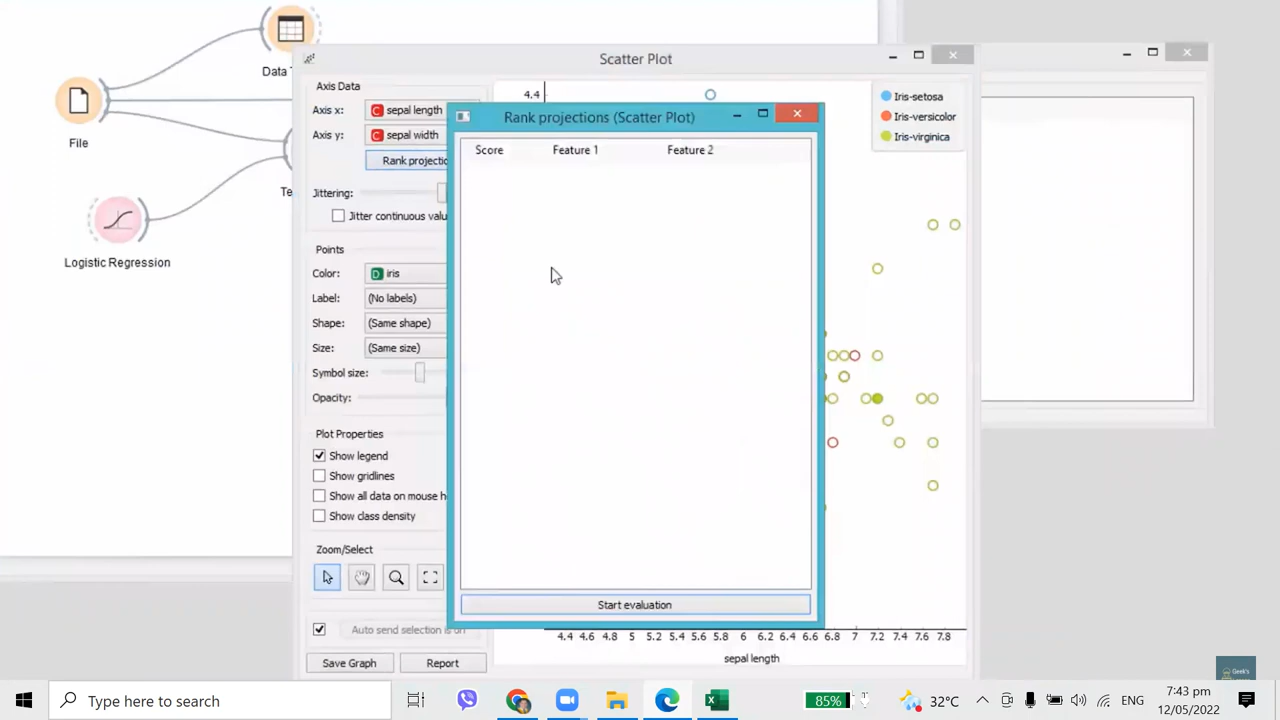 File
Data T
Te
Logistic Regression
Scatter Plot
Axis Data
Axis x: C sepal length
Axis y: C sepal width
Rank projectio
Jittering:
Jitter continuous valu
Points
Color: D iris
Label: (No labels)
Shape: (Same shape)
Size: (Same size)
Symbol size:
Opacity:
Plot Properties
Show legend
Show gridlines
Show all data on mouse h
Show class density
Zoom/Select
Auto send selection is on
Save Graph Report
Rank projections (Scatter Plot)
Score Feature 1 Feature 2
Start evaluation
4.4
Iris-setosa
Iris-versicolor
Iris-virginica
4.4 4.6 4.8 5 5.2 5.4 5.6 5.8 6 6.2 6.4 6.6 6.8 7 7.2 7.4 7.6 7.8
sepal length
Geek's
Type here to search
85%
32°C
ENG
7:43 pm
12/05/2022